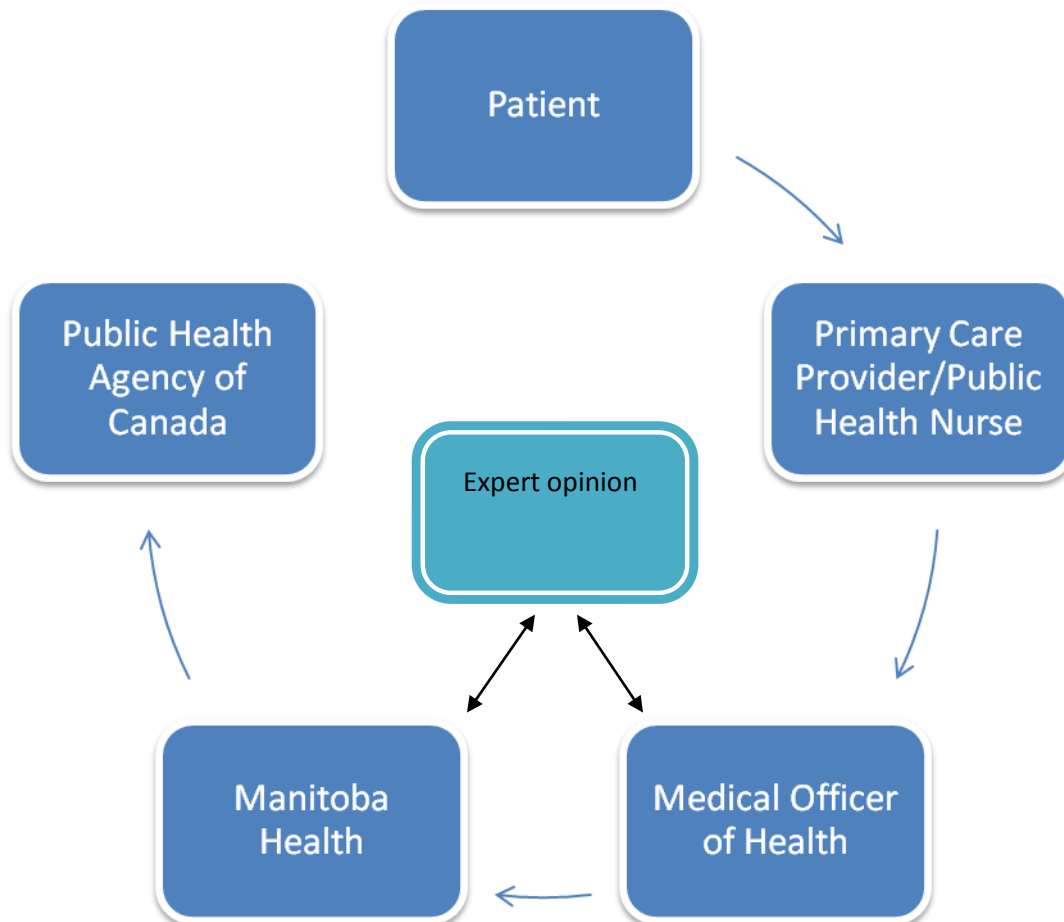 Patient
Primary Care
Provider/Public
Health Nurse
Medical Officer
of Health
Manitoba
Health
Public Health
Agency of
Canada
Expert opinion